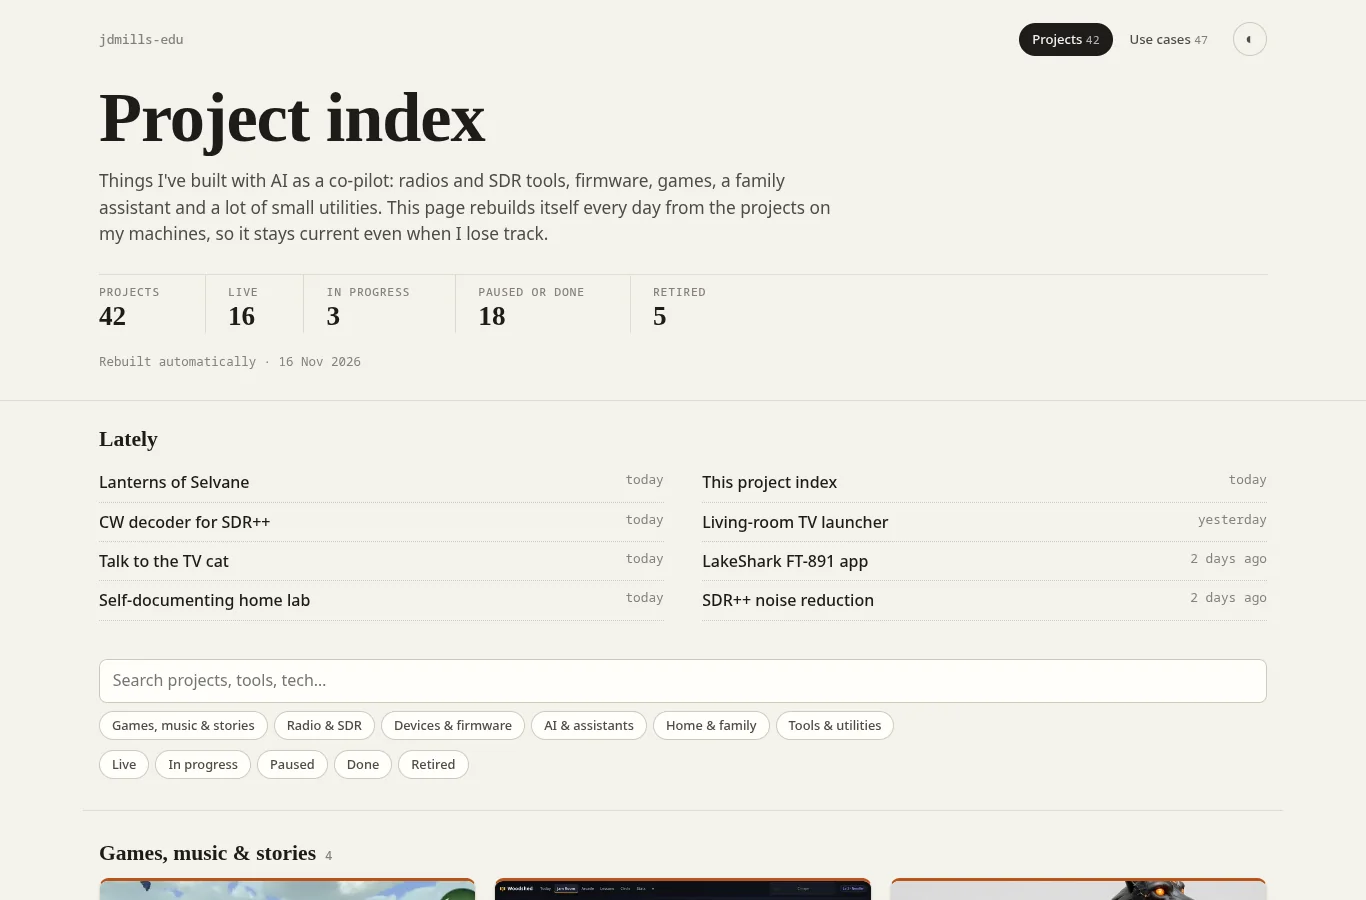 jdmills-edu
Projects 42
Use cases 47
Project index
Things I've built with AI as a co-pilot: radios and SDR tools, firmware, games, a family
assistant and a lot of small utilities. This page rebuilds itself every day from the projects on
my machines, so it stays current even when I lose track.
PROJECTS
42
LIVE
16
IN PROGRESS
3
PAUSED OR DONE
18
RETIRED
5
Rebuilt automatically · 16 Nov 2026
Lately
Lanterns of Selvane today
This project index today
CW decoder for SDR++ today
Living-room TV launcher yesterday
Talk to the TV cat today
LakeShark FT-891 app 2 days ago
Self-documenting home lab today
SDR++ noise reduction 2 days ago
Search projects, tools, tech...
Games, music & stories Radio & SDR Devices & firmware AI & assistants Home & family Tools & utilities
Live In progress Paused Done Retired
Games, music & stories 4
Woodshed Today Jam Room Arcade Lessons